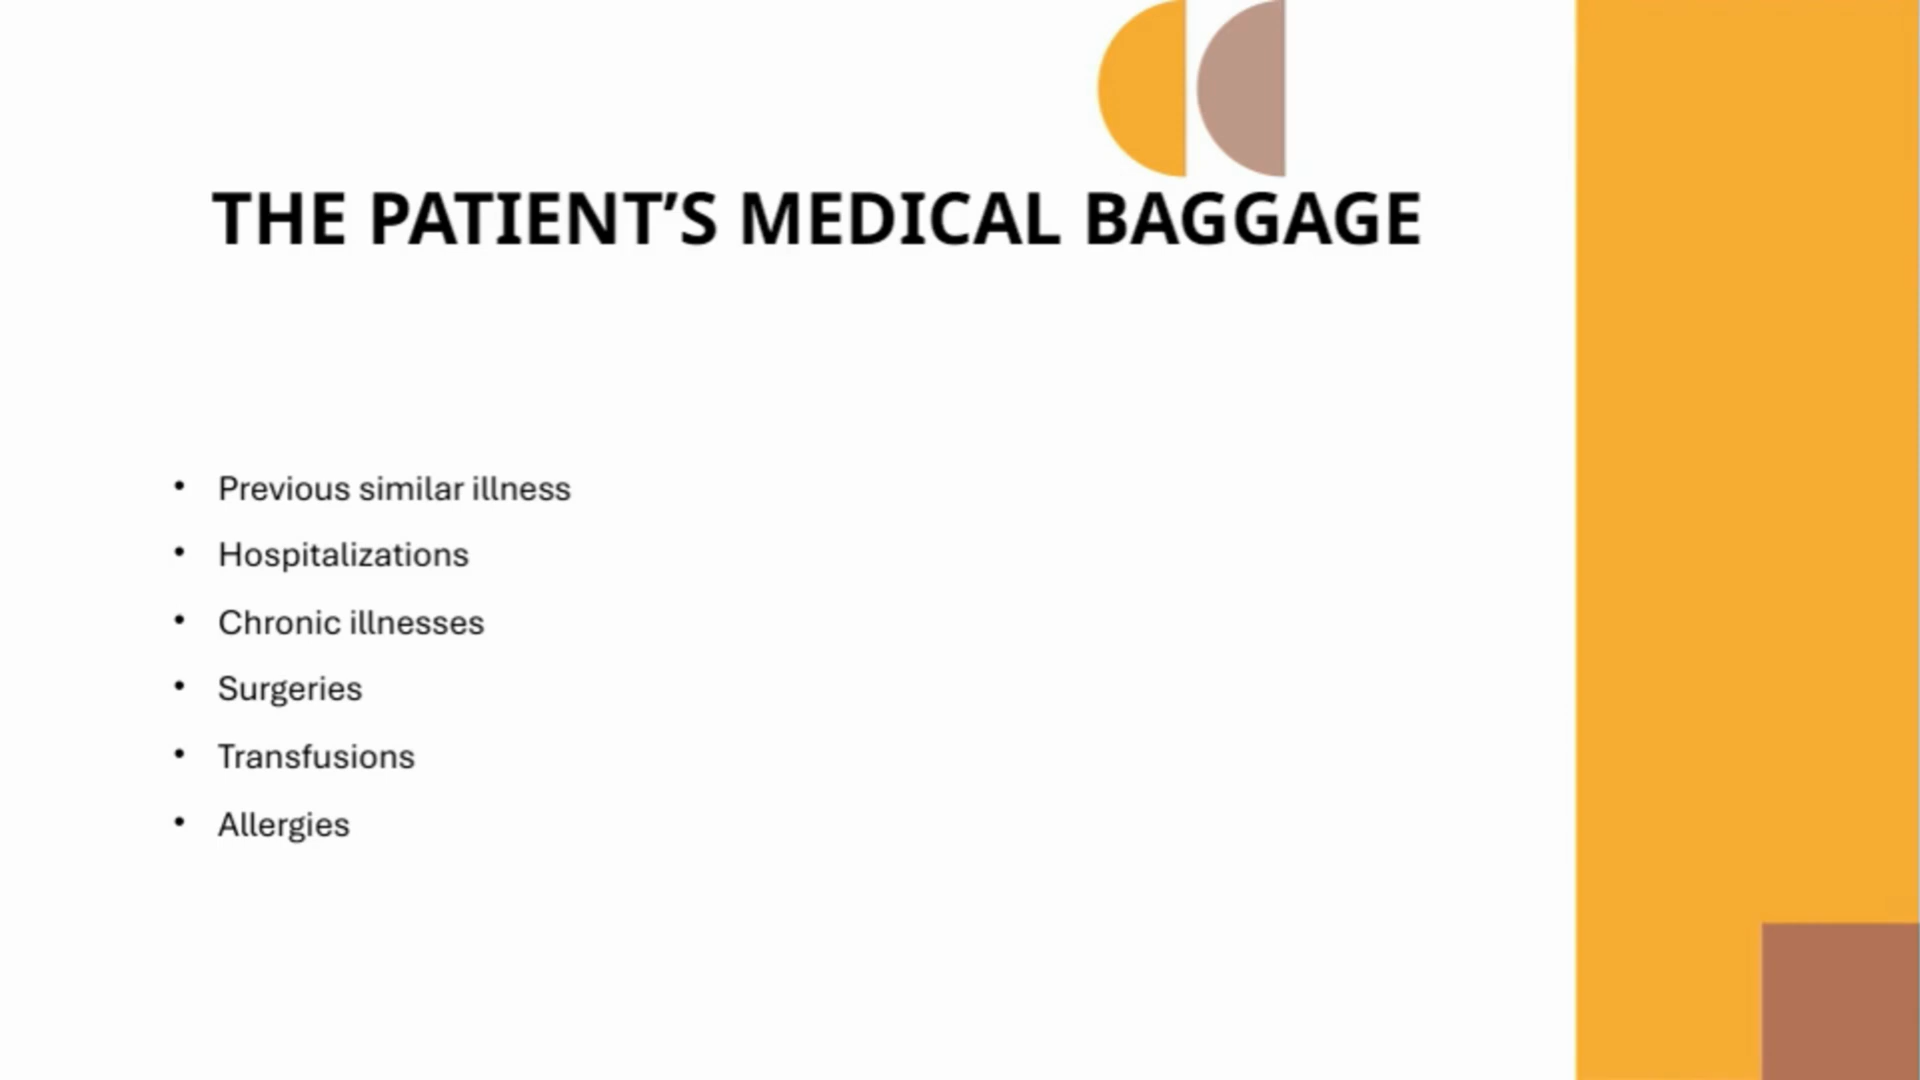 THE PATIENT’S MEDICAL BAGGAGE
• Previous similar illness
• Hospitalizations
• Chronic illnesses
• Surgeries
• Transfusions
• Allergies